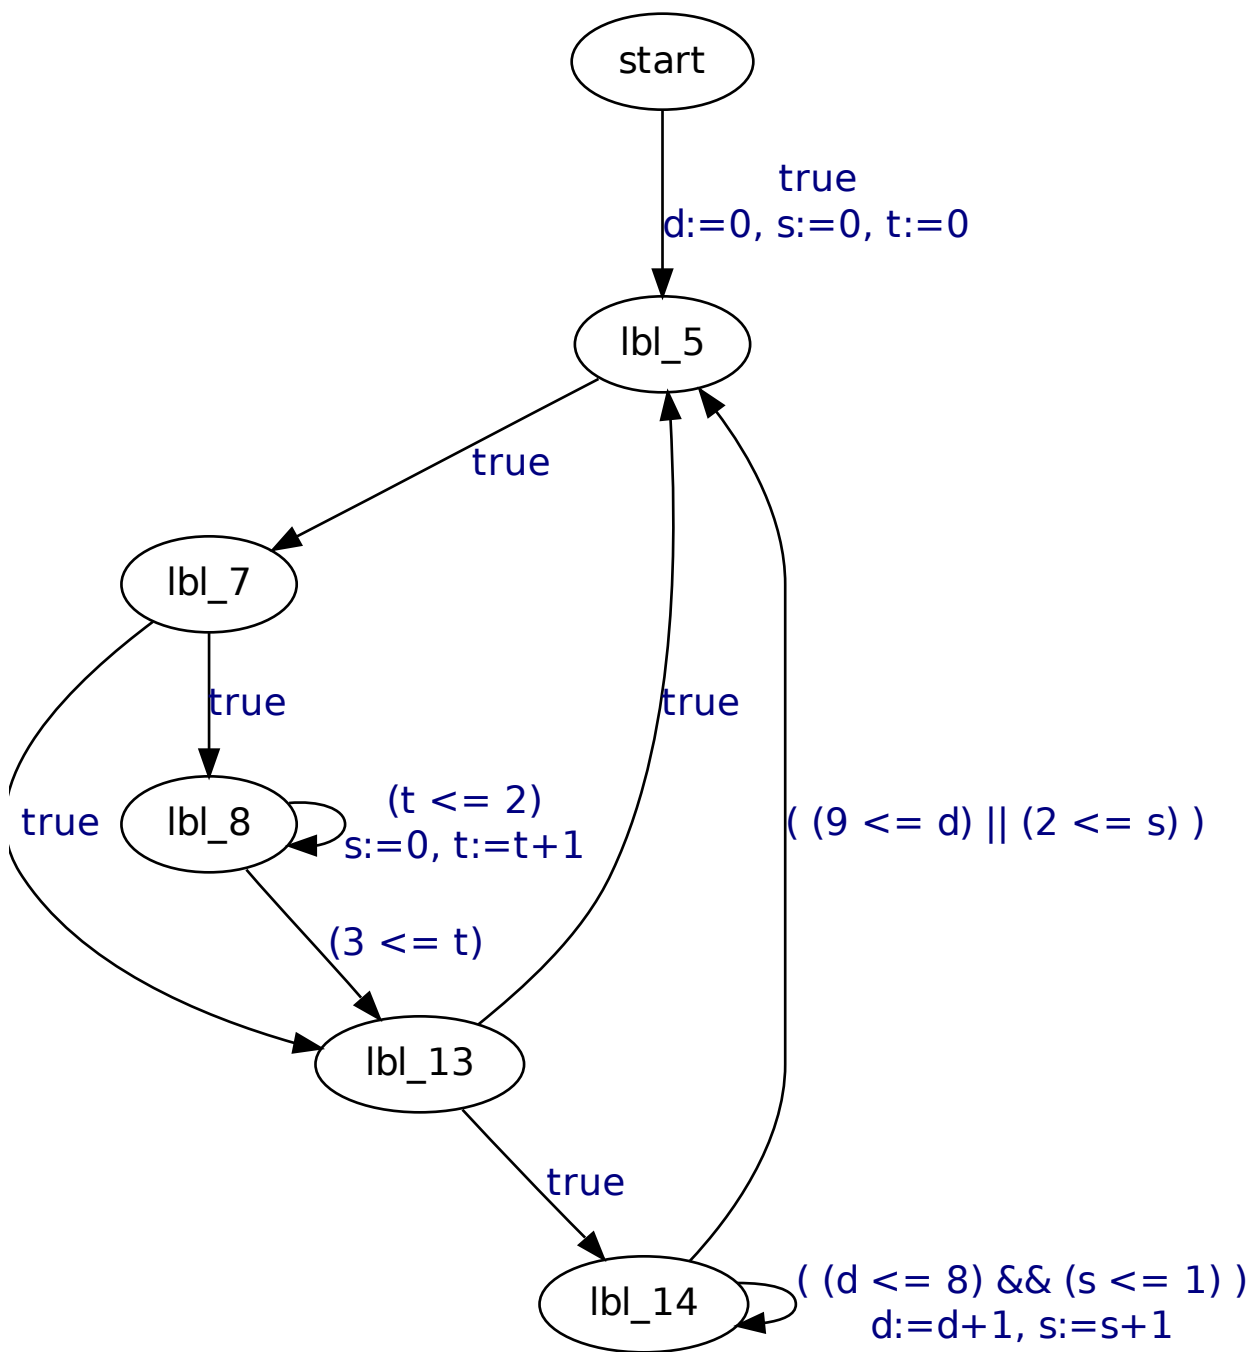 start
true
d:=0, s:=0, t:=0
lbl_5
true
lbl_7
true
true
true
lbl_8
(t <= 2)
s:=0, t:=t+1
( (9 <= d) || (2 <= s) )
(3 <= t)
lbl_13
true
lbl_14
( (d <= 8) && (s <= 1) )
d:=d+1, s:=s+1